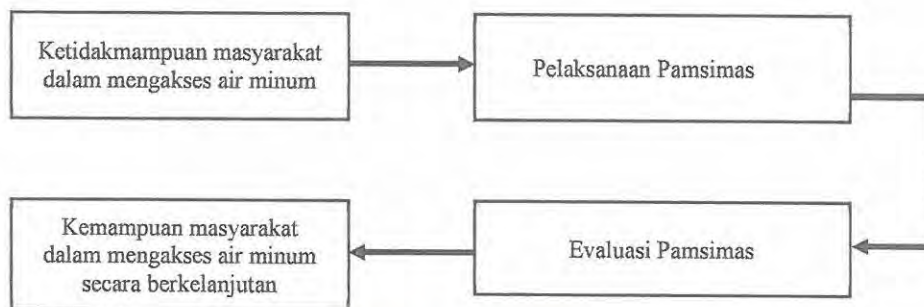 Ketidakmampuan masyarakat
dalam mengakses air minum
Pelaksanaan Pamsimas
Kemampuan masyarakat
dalam mengakses air minum
secara berkelanjutan
Evaluasi Pamsimas